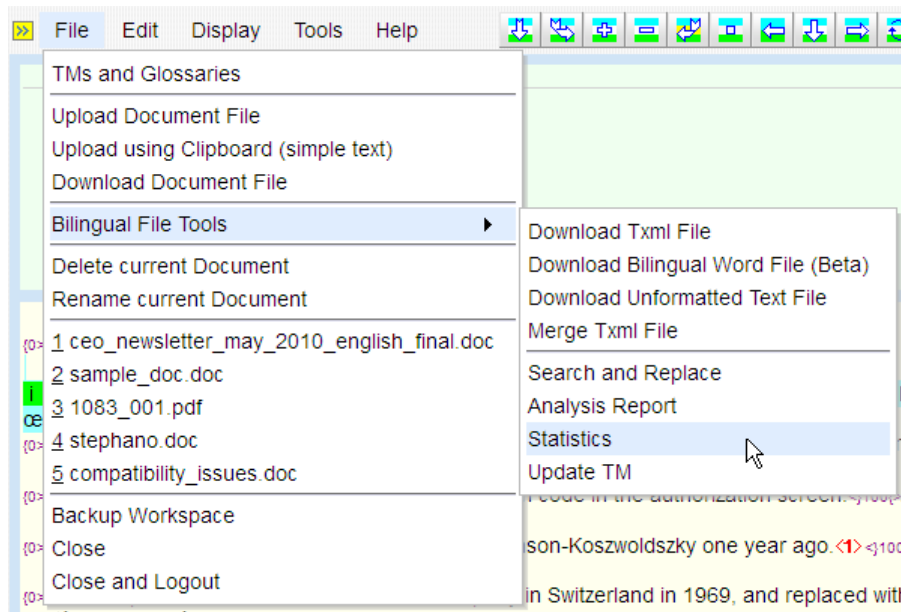 File Edit Display Tools Help
TMs and Glossaries
Upload Document File
Upload using Clipboard (simple text)
Download Document File
Bilingual File Tools
Delete current Document
Rename current Document
1 ceo_newsletter_may_2010_english_final.doc
2 sample_doc.doc
3 1083_001.pdf
4 stephano.doc
5 compatibility_issues.doc
Backup Workspace
Close
Close and Logout
Download Txml File
Download Bilingual Word File (Beta)
Download Unformatted Text File
Merge Txml File
Search and Replace
Analysis Report
Statistics
Update TM
code in the authorization screen.<}100{>
son-Koszwoldszky one year ago.<1><}100
in Switzerland in 1969, and replaced with